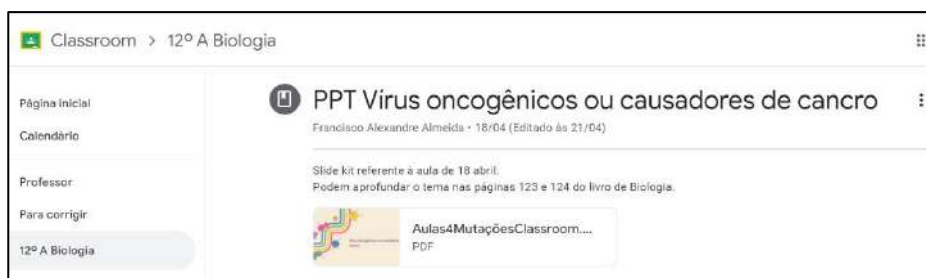 Classroom > 12º A Biologia
Página inicial
Calendário
Professor
Para corrigir
12º A Biologia
PPT Vírus oncogênicos ou causadores de cancro
Francisco Alexandre Almeida • 18/04 (Editado às 21/04)
Slide kit referente à aula de 18 abril.
Podem aprofundar o tema nas páginas 123 e 124 do livro de Biologia.
Aulas4MutaçõesClassroom....
PDF